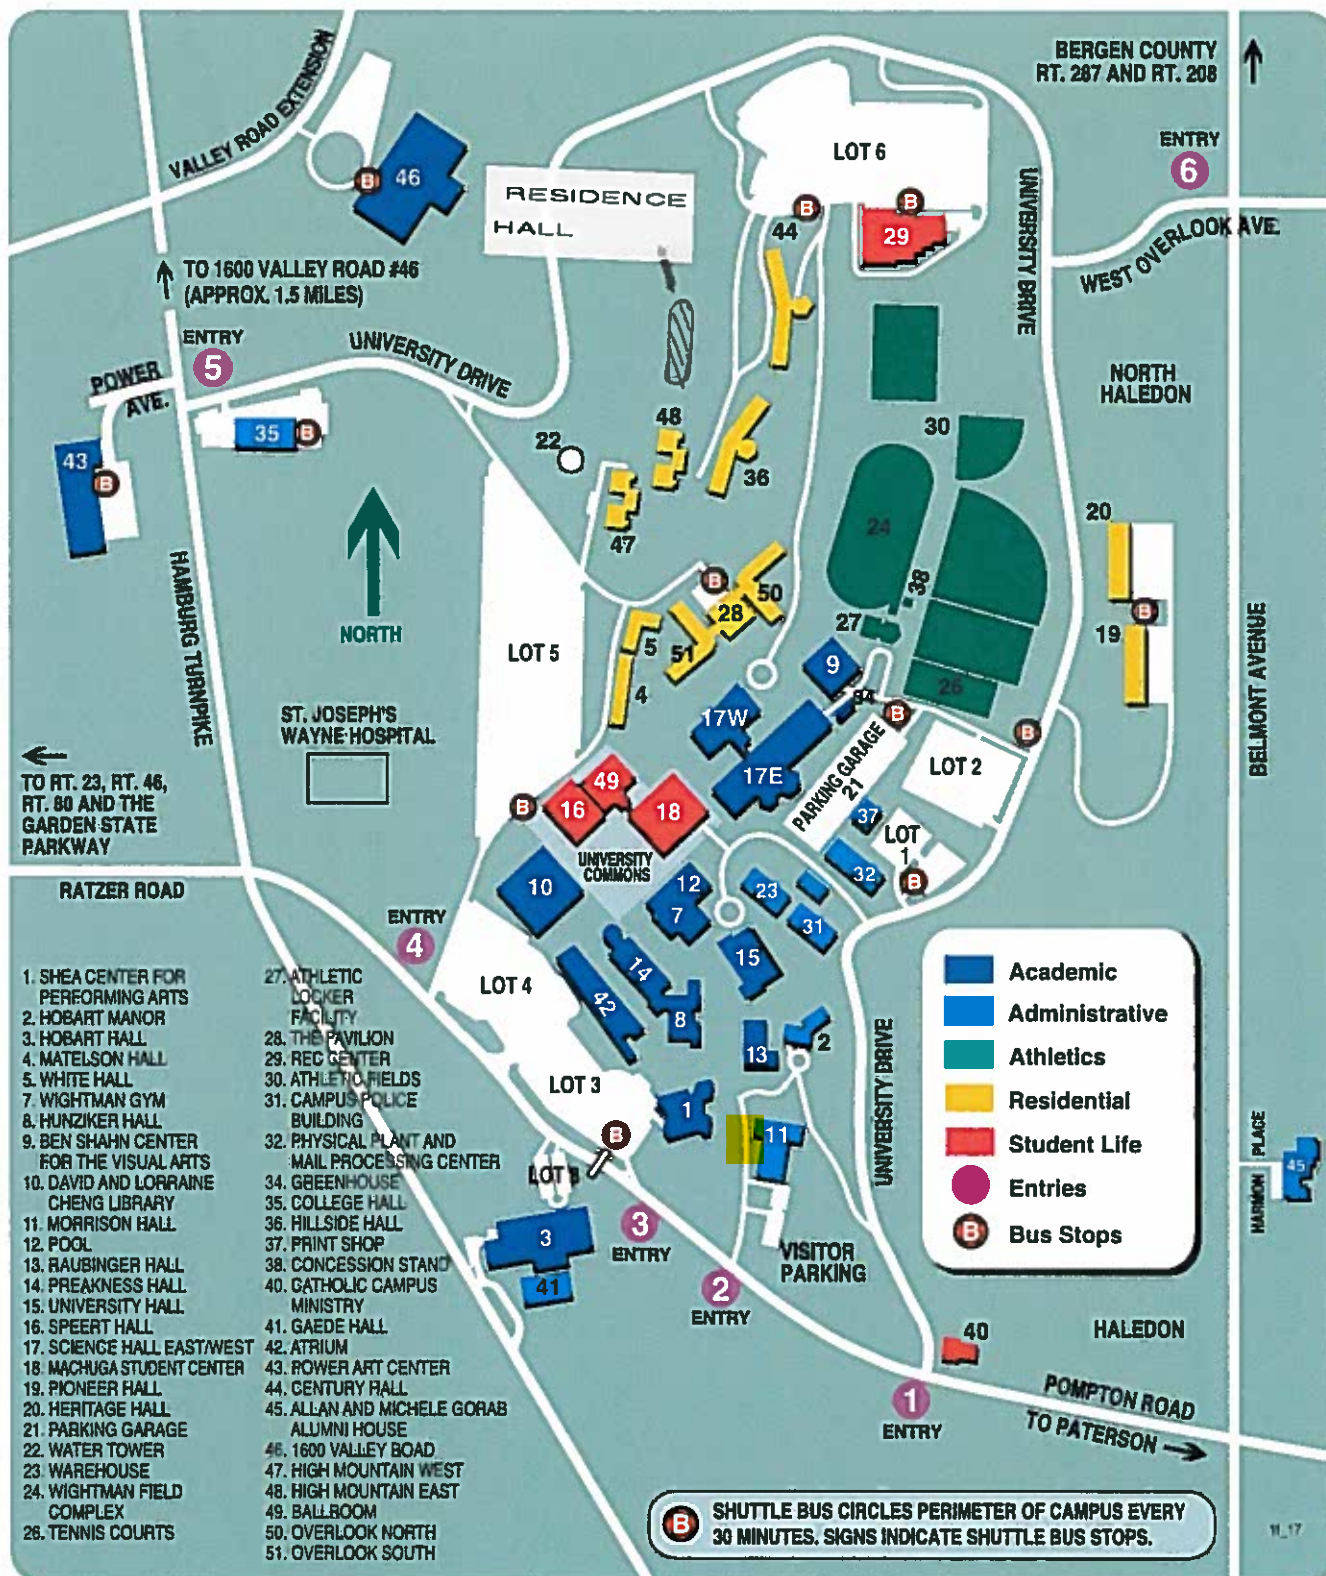 BERGEN COUNTY
RT. 287 AND RT. 208
ENTRY
6
VALLEY ROAD EXTENSION
B
46
RESIDENCE
HALL
LOT 6
B
44
B
29
UNIVERSITY DRIVE
WEST OVERLOOK AVE.
TO 1600 VALLEY ROAD #46
(APPROX. 1.5 MILES)
ENTRY
5
UNIVERSITY DRIVE
POWER
AVE.
35
B
43
B
NORTH
HALEDON
48
22
36
47
30
24
38
20
B
19
HAMBURG TURNPIKE
NORTH
BELMONT AVENUE
B
50
28
5
51
4
27
9
34
26
B
B
LOT 5
17W
17E
PARKING GARAGE
21
LOT 2
ST. JOSEPH'S
WAYNE HOSPITAL
TO RT. 23, RT. 46,
RT. 80 AND THE
GARDEN STATE
PARKWAY
B
49
16
18
37
LOT
1
32
B
UNIVERSITY
COMMONS
RATZER ROAD
10
12
7
23
31
ENTRY
4
15
14
42
8
LOT 4
13
2
UNIVERSITY DRIVE
LOT 3
1
11
B
LOT 8
3
41
3
ENTRY
2
ENTRY
VISITOR
PARKING
HARMON PLACE
45
40
HALEDON
1
ENTRY
POMPTON ROAD
TO PATERSON
Academic
Administrative
Athletics
Residential
Student Life
Entries
B Bus Stops
1. SHEA CENTER FOR
PERFORMING ARTS
2. HOBART MANOR
3. HOBART HALL
4. MATELSON HALL
5. WHITE HALL
7. WIGHTMAN GYM
8. HUNZIKER HALL
9. BEN SHAHN CENTER
FOR THE VISUAL ARTS
10. DAVID AND LORRAINE
CHENG LIBRARY
11. MORRISON HALL
12. POOL
13. RAUBINGER HALL
14. PREAKNESS HALL
15. UNIVERSITY HALL
16. SPEERT HALL
17. SCIENCE HALL EAST/WEST
18. MACHUGA STUDENT CENTER
19. PIONEER HALL
20. HERITAGE HALL
21. PARKING GARAGE
22. WATER TOWER
23. WAREHOUSE
24. WIGHTMAN FIELD
COMPLEX
26. TENNIS COURTS
27. ATHLETIC
LOCKER
FACILITY
28. THE PAVILION
29. REC CENTER
30. ATHLETIC FIELDS
31. CAMPUS POLICE
BUILDING
32. PHYSICAL PLANT AND
MAIL PROCESSING CENTER
34. GREENHOUSE
35. COLLEGE HALL
36. HILLSIDE HALL
37. PRINT SHOP
38. CONCESSION STAND
40. CATHOLIC CAMPUS
MINISTRY
41. GAEDE HALL
42. ATRIUM
43. POWER ART CENTER
44. CENTURY HALL
45. ALLAN AND MICHELE GORAB
ALUMNI HOUSE
46. 1600 VALLEY ROAD
47. HIGH MOUNTAIN WEST
48. HIGH MOUNTAIN EAST
49. BALLROOM
50. OVERLOOK NORTH
51. OVERLOOK SOUTH
B SHUTTLE BUS CIRCLES PERIMETER OF CAMPUS EVERY
30 MINUTES. SIGNS INDICATE SHUTTLE BUS STOPS.
11_17